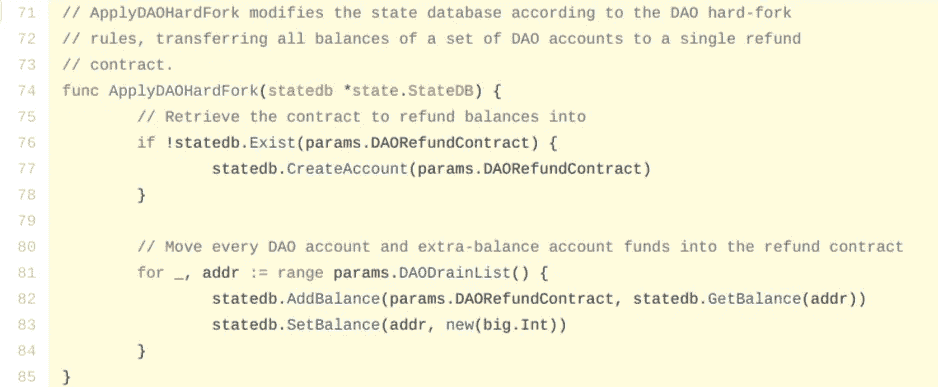 71 // ApplyDAOHardFork modifies the state database according to the DAO hard-fork
72 // rules, transferring all balances of a set of DAO accounts to a single refund
73 // contract.
74 func ApplyDAOHardFork(statedb *state.StateDB) {
75 // Retrieve the contract to refund balances into
76 if !statedb.Exist(params.DAORefundContract) {
77 statedb.CreateAccount(params.DAORefundContract)
78 }
79
80 // Move every DAO account and extra-balance account funds into the refund contract
81 for _, addr := range params.DAODrainList() {
82 statedb.AddBalance(params.DAORefundContract, statedb.GetBalance(addr))
83 statedb.SetBalance(addr, new(big.Int))
84 }
85 }